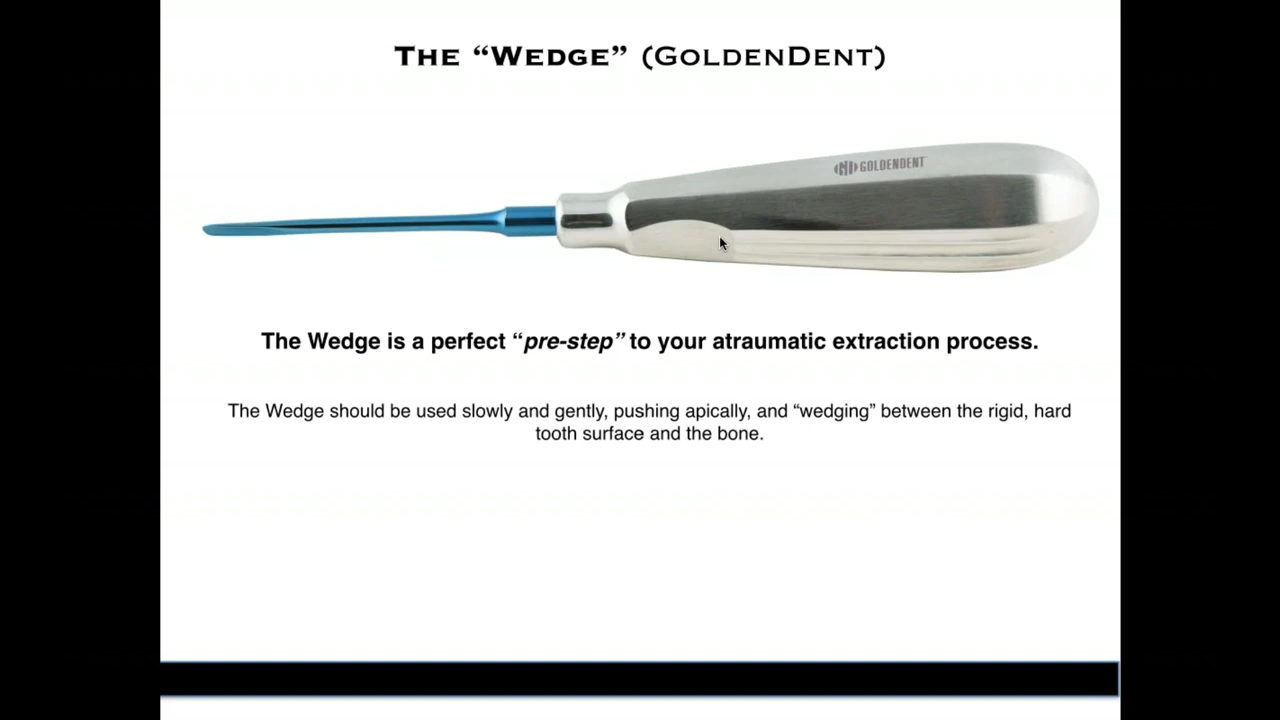 THE “WEDGE” (GOLDENDENT)
GOLDENDENT
The Wedge is a perfect “pre-step” to your atraumatic extraction process.
The Wedge should be used slowly and gently, pushing apically, and “wedging” between the rigid, hard
tooth surface and the bone.